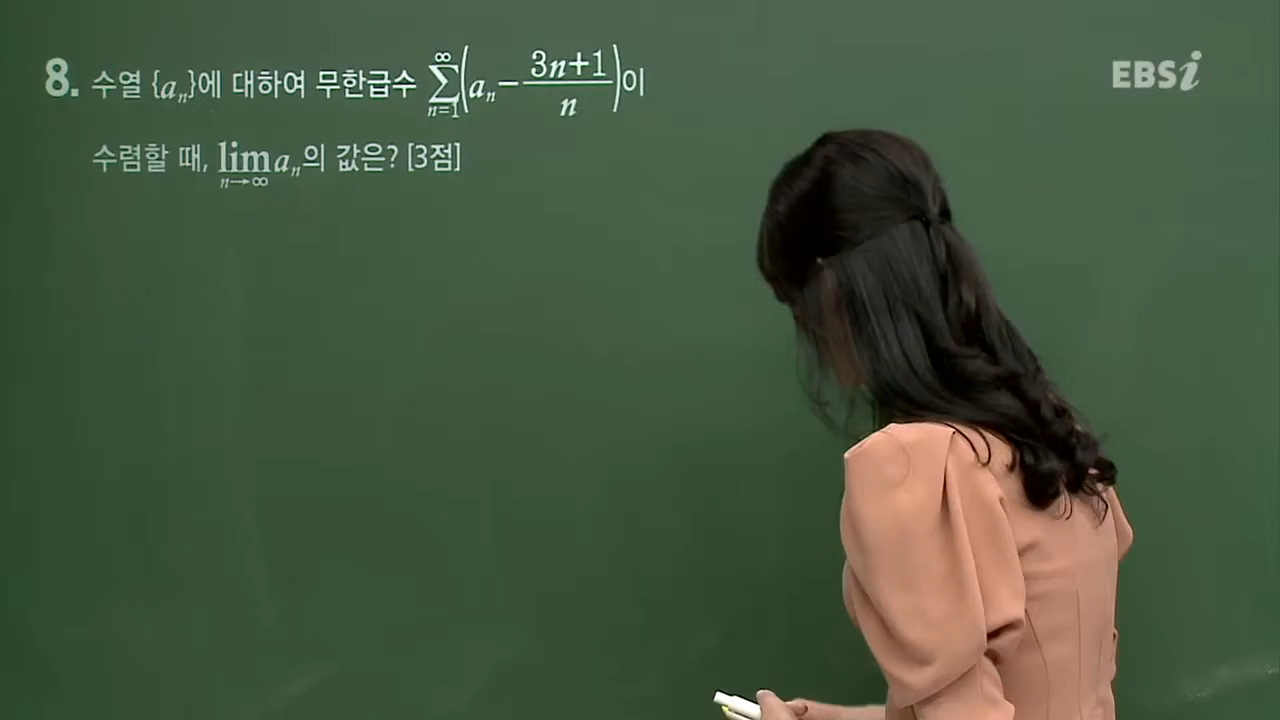 8. 수열 {aₙ}에 대하여 무한급수 ∑_{n=1}^{∞}(aₙ − (3n+1)/n)이
수렴할 때, lim_{n→∞} aₙ의 값은? [3점]
EBSi